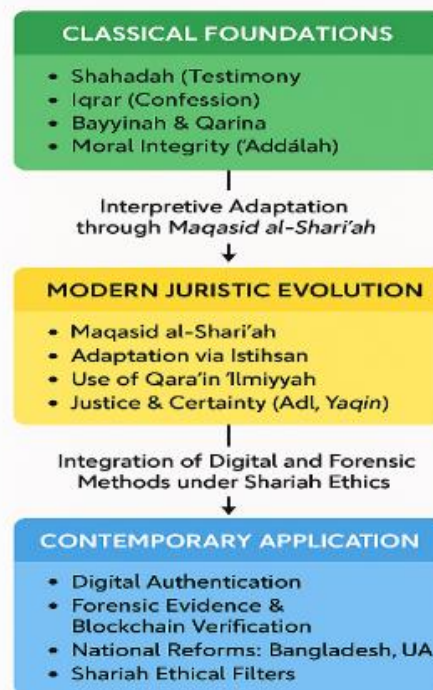 CLASSICAL FOUNDATIONS
• Shahadah (Testimony
• Iqrar (Confession)
• Bayyinah & Qarina
• Moral Integrity ('Addálah)
Interpretive Adaptation
through Maqasid al-Shari'ah
MODERN JURISTIC EVOLUTION
• Maqasid al-Shari'ah
• Adaptation via Istihsan
• Use of Qara'in 'Ilmiyyah
• Justice & Certainty (Adl, Yaqin)
Integration of Digital and Forensic
Methods under Shariah Ethics
CONTEMPORARY APPLICATION
• Digital Authentication
• Forensic Evidence &
Blockchain Verification
• National Reforms: Bangladesh, UA
• Shariah Ethical Filters